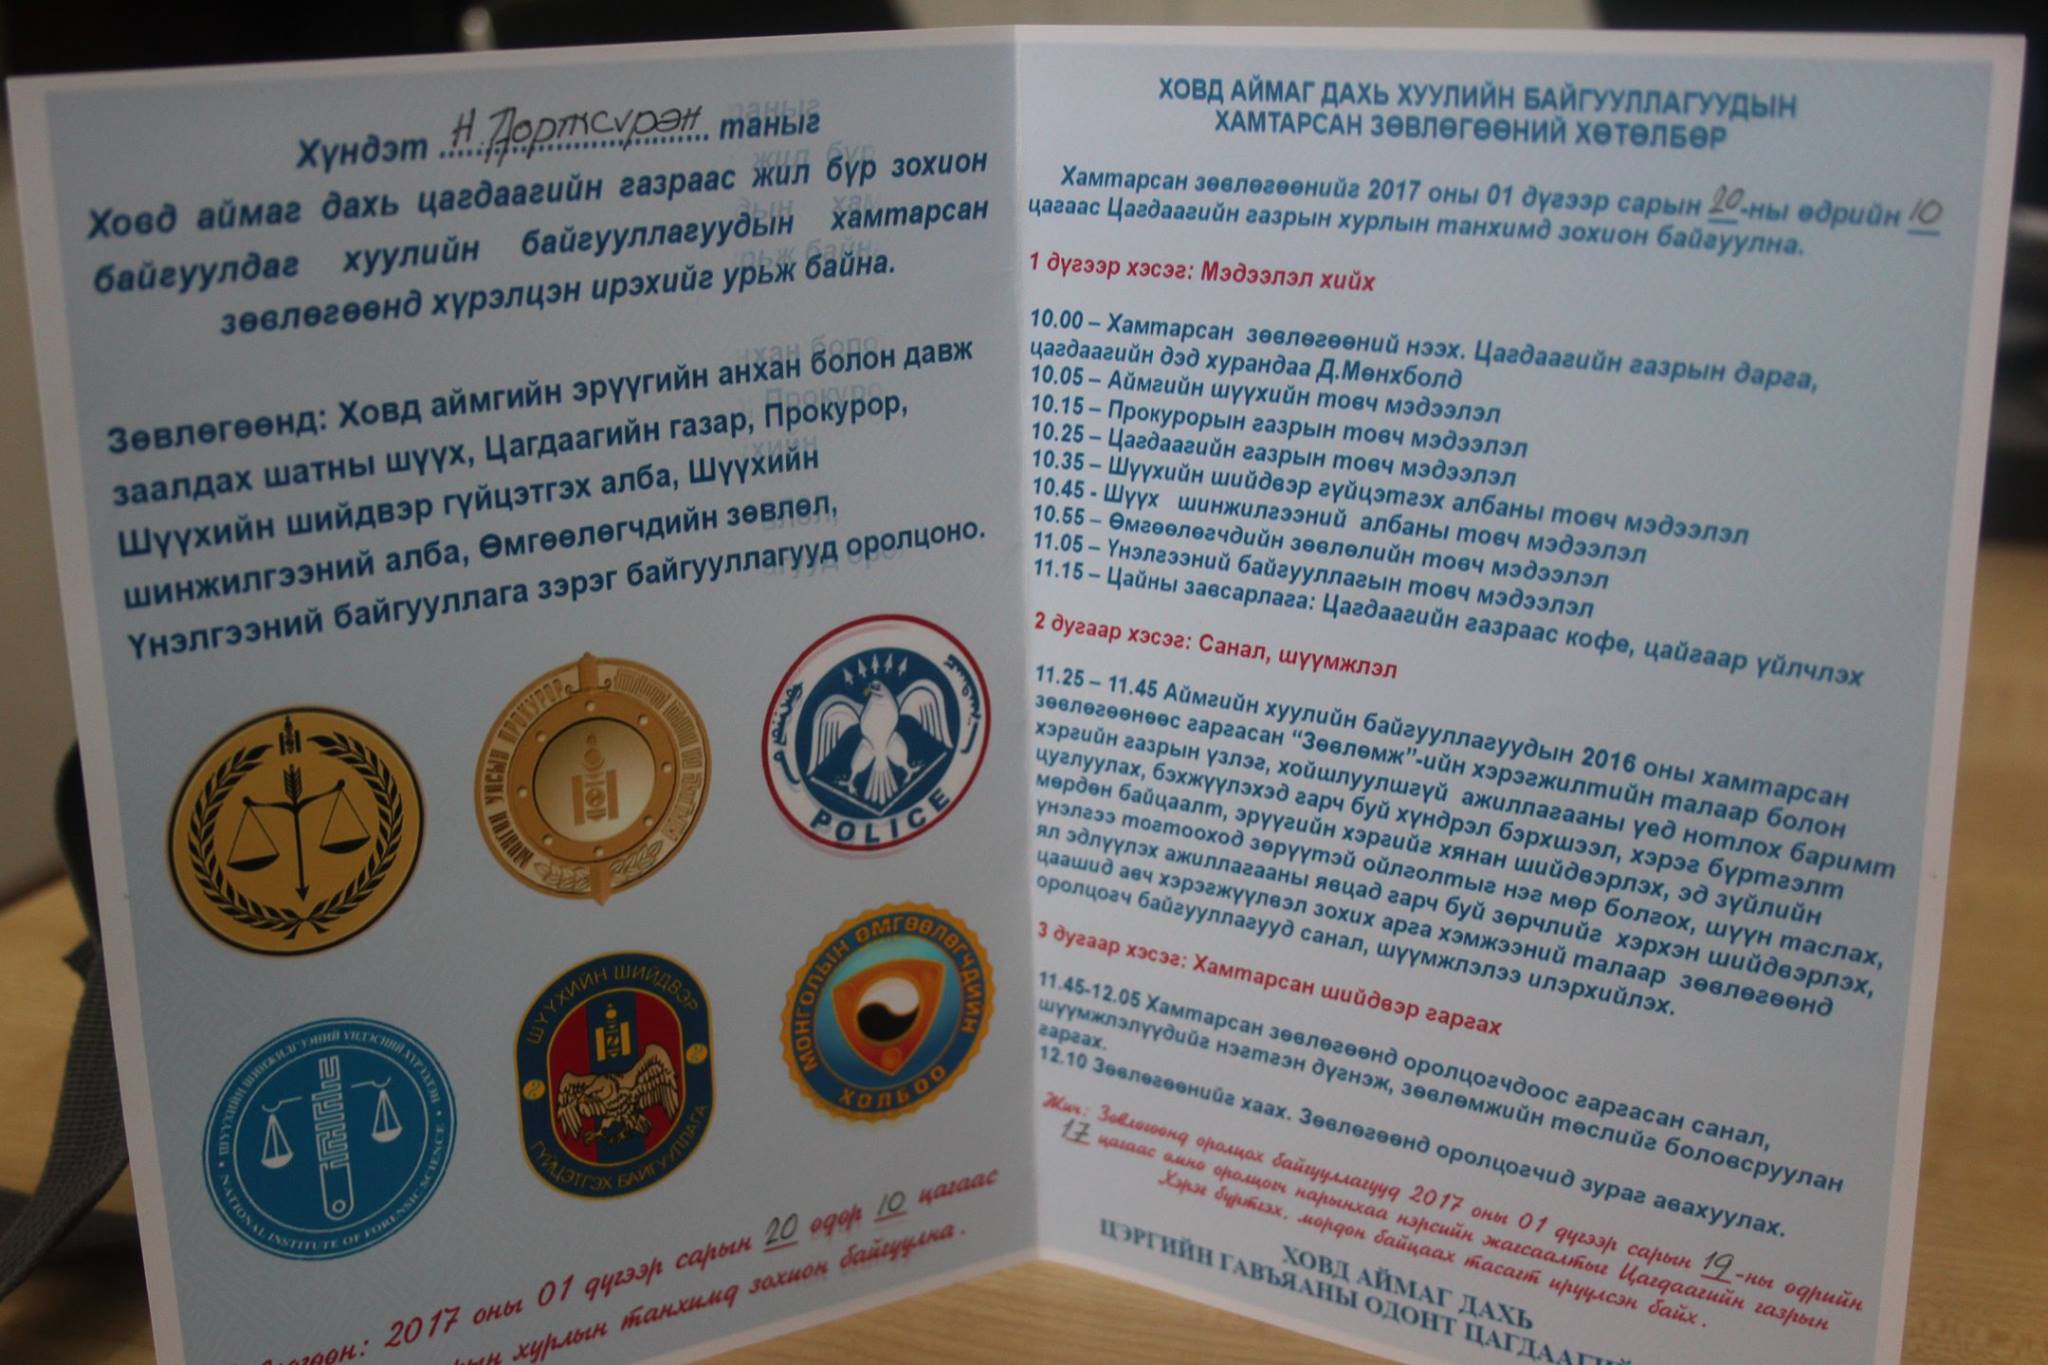 Хүндэт Н.Доржсүрэн таныг
Ховд аймаг дахь цагдаагийн газраас жил бүр зохион
байгуулдаг хуулийн байгууллагуудын хамтарсан
зөвлөгөөнд хүрэлцэн ирэхийг урьж байна.
Зөвлөгөөнд: Ховд аймгийн эрүүгийн анхан болон давж
заалдах шатны шүүх, Цагдаагийн газар, Прокурор,
Шүүхийн шийдвэр гүйцэтгэх алба, Шүүхийн
шинжилгээний алба, Өмгөөлөгчдийн зөвлөл,
Үнэлгээний байгууллага зэрэг байгууллагууд оролцоно.
МОНГОЛ УЛСЫН ПРОКУРОР
POLICE
ШҮҮХИЙН ШИНЖИЛГЭЭНИЙ ҮНДЭСНИЙ ХҮРЭЭЛЭН
NATIONAL INSTITUTE OF FORENSIC SCIENCE
ШҮҮХИЙН ШИЙДВЭР
ГҮЙЦЭТГЭХ БАЙГУУЛЛАГА
МОНГОЛЫН ӨМГӨӨЛӨГЧДИЙН
ХОЛБОО
2017 оны 01 дүгээр сарын 20 өдөр 10 цагаас
хурлын танхимд зохион байгуулна.
ХОВД АЙМАГ ДАХЬ ХУУЛИЙН БАЙГУУЛЛАГУУДЫН
ХАМТАРСАН ЗӨВЛӨГӨӨНИЙ ХӨТӨЛБӨР
Хамтарсан зөвлөгөөнийг 2017 оны 01 дүгээр сарын 20-ны өдрийн 10
цагаас Цагдаагийн газрын хурлын танхимд зохион байгуулна.
1 дүгээр хэсэг: Мэдээлэл хийх
10.00 – Хамтарсан зөвлөгөөний нээх. Цагдаагийн газрын дарга,
цагдаагийн дэд хурандаа Д.Мөнхболд
10.05 – Аймгийн шүүхийн товч мэдээлэл
10.15 – Прокурорын газрын товч мэдээлэл
10.25 – Цагдаагийн газрын товч мэдээлэл
10.35 – Шүүхийн шийдвэр гүйцэтгэх албаны товч мэдээлэл
10.45 - Шүүх шинжилгээний албаны товч мэдээлэл
10.55 – Өмгөөлөгчдийн зөвлөлийн товч мэдээлэл
11.05 – Үнэлгээний байгууллагын товч мэдээлэл
11.15 – Цайны завсарлага: Цагдаагийн газраас кофе, цайгаар үйлчлэх
2 дугаар хэсэг: Санал, шүүмжлэл
11.25 – 11.45 Аймгийн хуулийн байгууллагуудын 2016 оны хамтарсан
зөвлөгөөнөөс гаргасан “Зөвлөмж”-ийн хэрэгжилтийн талаар болон
хэргийн газрын үзлэг, хойшлуулшгүй ажиллагааны үед нотлох баримт
цуглуулах, бэхжүүлэхэд гарч буй хүндрэл бэрхшээл, хэрэг бүртгэлт
мөрдөн байцаалт, эрүүгийн хэргийг хянан шийдвэрлэх, эд зүйлийн
үнэлгээ тогтооход зөрүүтэй ойлголтыг нэг мөр болгох, шүүн таслах,
ял эдлүүлэх ажиллагааны явцад гарч буй зөрчлийг хэрхэн шийдвэрлэх,
цаашид авч хэрэгжүүлвэл зохих арга хэмжээний талаар зөвлөгөөнд
оролцогч байгууллагууд санал, шүүмжлэлээ илэрхийлэх.
3 дугаар хэсэг: Хамтарсан шийдвэр гаргах
11.45-12.05 Хамтарсан зөвлөгөөнд оролцогчдоос гаргасан санал,
шүүмжлэлүүдийг нэгтгэн дүгнэж, зөвлөмжийн төслийг боловсруулан
гаргах.
12.10 Зөвлөгөөнийг хаах. Зөвлөгөөнд оролцогчид зураг авахуулах.
Жич: Зөвлөгөөнд оролцох байгууллагууд 2017 оны 01 дүгээр сарын 19-ны өдрийн
17 цагаас өмнө оролцогч нарынхаа нэрсийн жагсаалтыг Цагдаагийн газрын
Хэрэг бүртгэх, мөрдөн байцаах тасагт ирүүлсэн байх.
ХОВД АЙМАГ ДАХЬ
ЦЭРГИЙН ГАВЪЯАНЫ ОДОНТ